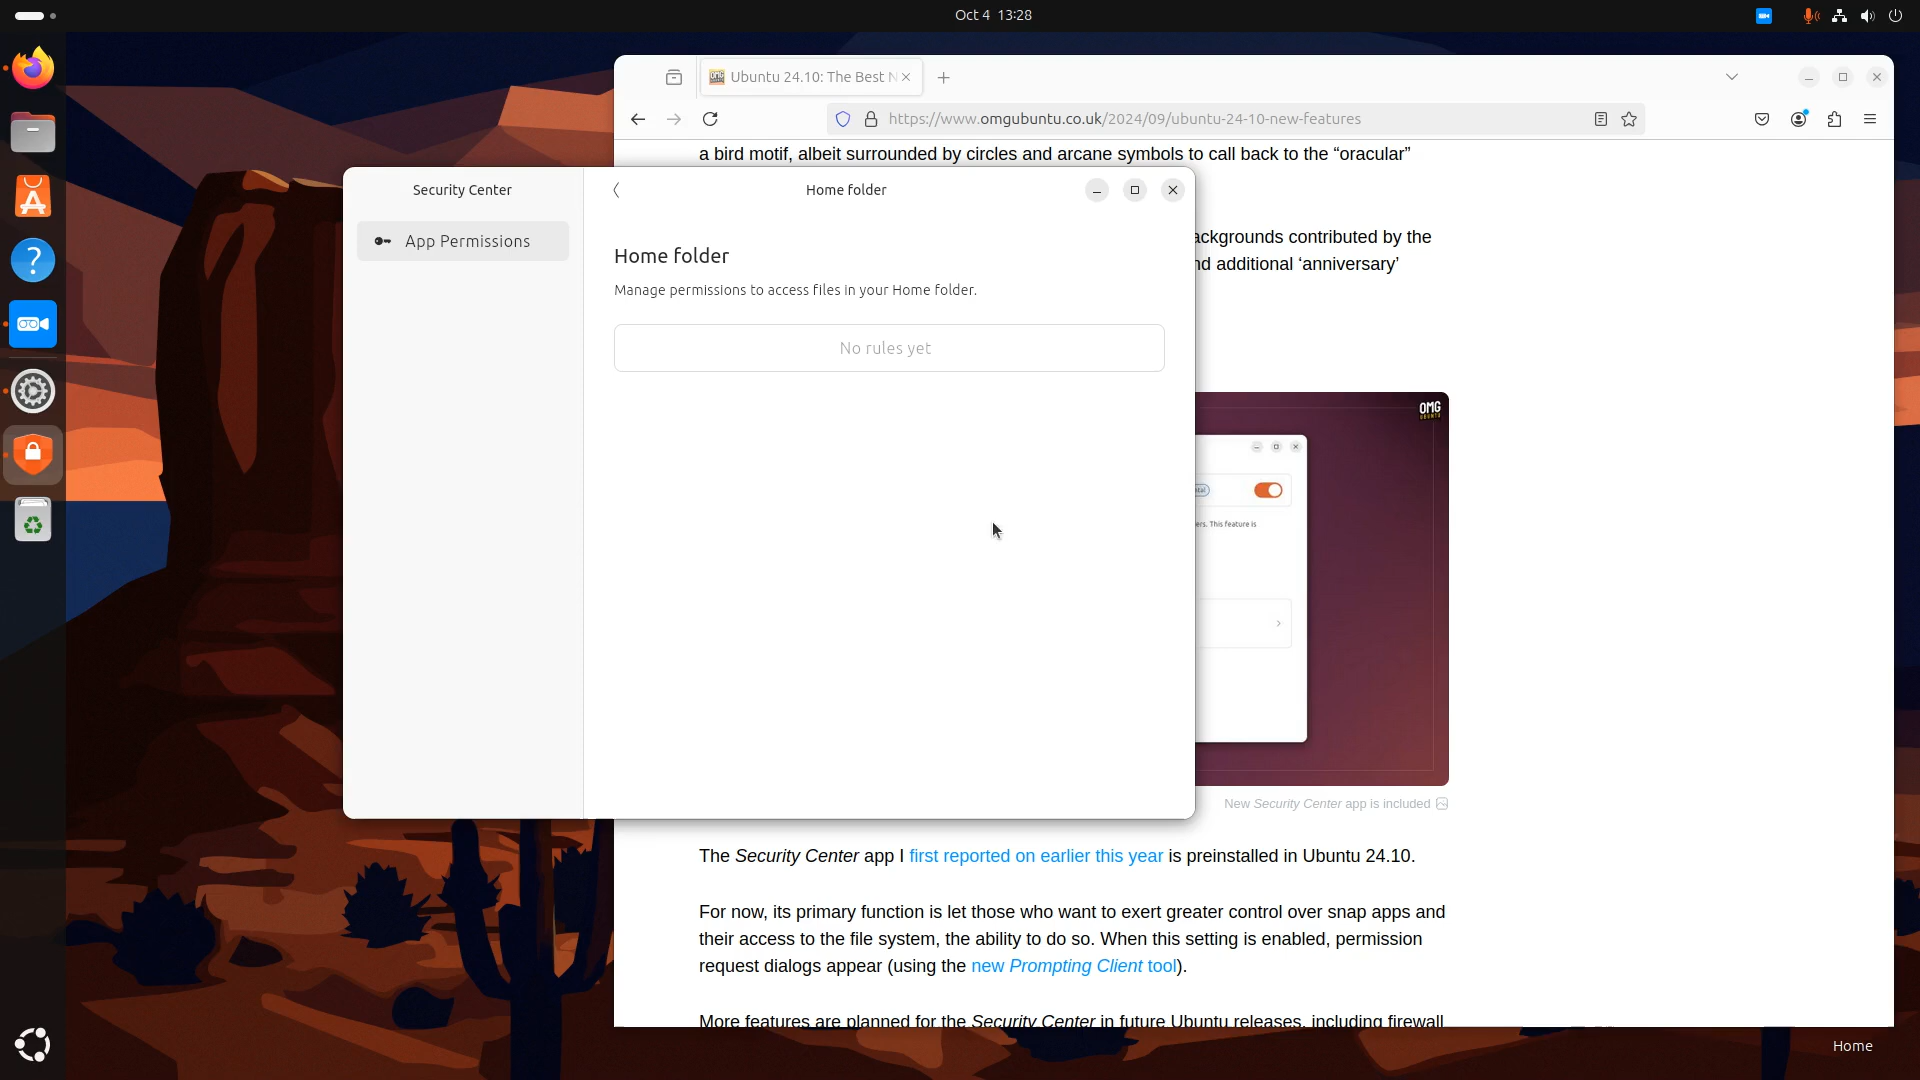 Oct 4 13:28
Ubuntu 24.10: The Best N
https://www.omgubuntu.co.uk/2024/09/ubuntu-24-10-new-features
a bird motif, albeit surrounded by circles and arcane symbols to call back to the “oracular”
Security Center
Home folder
App Permissions
ackgrounds contributed by the
Home folder
nd additional ‘anniversary’
Manage permissions to access files in your Home folder.
No rules yet
OMG
UBUNTU
ers. This feature is
New Security Center app is included
The Security Center app I first reported on earlier this year is preinstalled in Ubuntu 24.10.
For now, its primary function is let those who want to exert greater control over snap apps and
their access to the file system, the ability to do so. When this setting is enabled, permission
request dialogs appear (using the new Prompting Client tool).
More features are planned for the Security Center in future Ubuntu releases, including firewall
Home